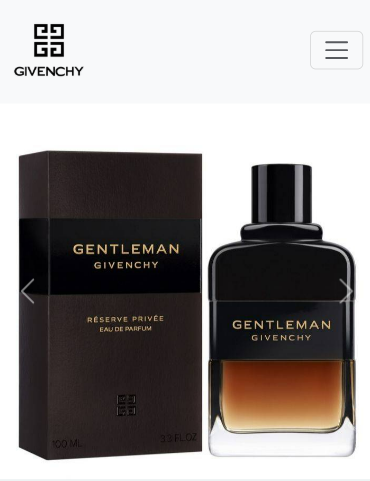 GIVENCHY
GENTLEMAN
GIVENCHY
RÉSERVE PRIVÉE
EAU DE PARFUM
100 ML
3.3 FL.OZ
GENTLEMAN
GIVENCHY